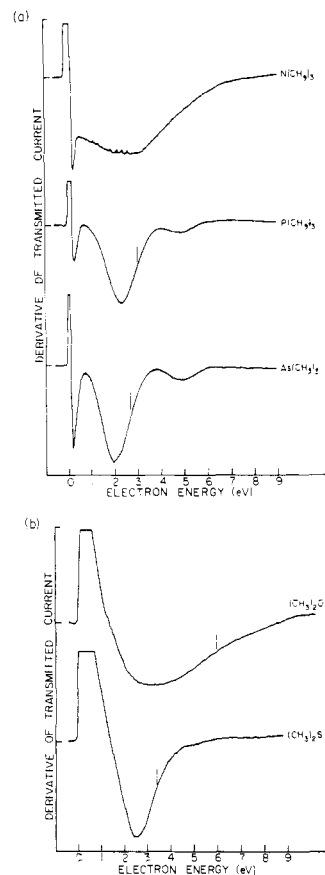 (a)
N(CH3)3
P(CH3)3
As(CH3)3
DERIVATIVE OF TRANSMITTED CURRENT
0 1 2 3 4 5 6 7 8 9
ELECTRON ENERGY (eV)
(b)
(CH3)2O
(CH3)2S
DERIVATIVE OF TRANSMITTED CURRENT
0 1 2 3 4 5 6 7 8 9
ELECTRON ENERGY (eV)